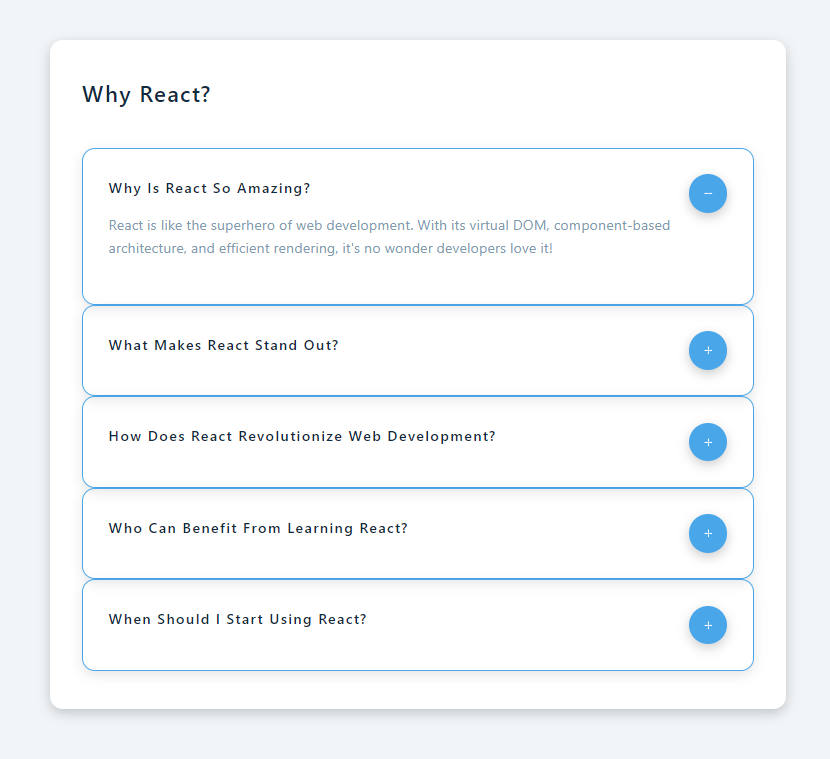 Why React?
Why Is React So Amazing?
−
React is like the superhero of web development. With its virtual DOM, component-based
architecture, and efficient rendering, it's no wonder developers love it!
What Makes React Stand Out?
+
How Does React Revolutionize Web Development?
+
Who Can Benefit From Learning React?
+
When Should I Start Using React?
+